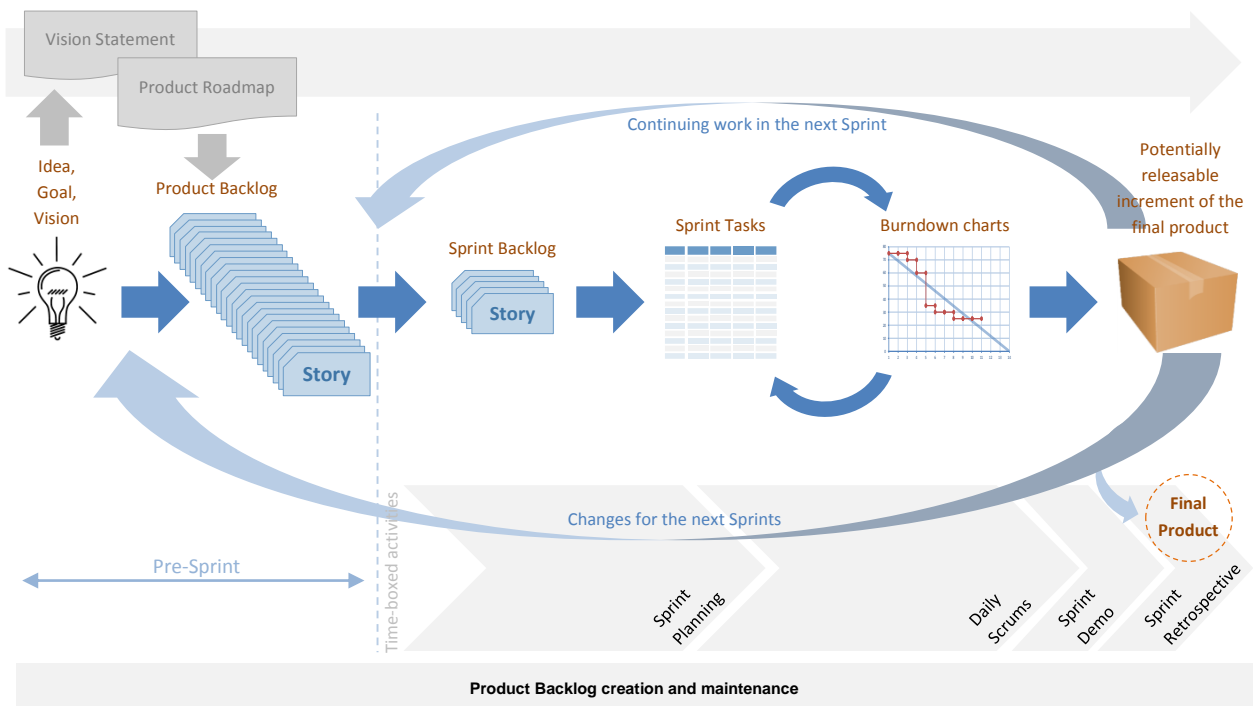 Vision Statement
Product Roadmap
Continuing work in the next Sprint
Idea,
Goal,
Vision
Product Backlog
Potentially
releasable
increment of the
final product
Sprint Backlog
Sprint Tasks
Burndown charts
Story
Story
Changes for the next Sprints
Final
Product
Pre-Sprint
Time-boxed activities
Sprint
Planning
Daily
Scrums
Sprint
Demo
Sprint
Retrospective
Product Backlog creation and maintenance